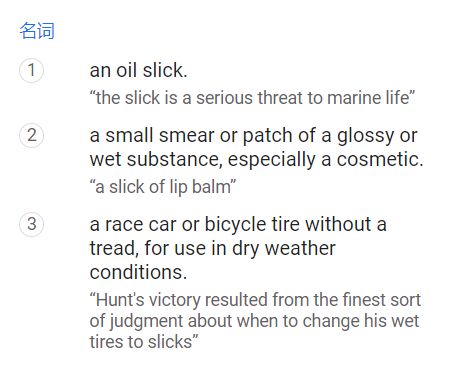 名词
1
an oil slick.
“the slick is a serious threat to marine life”
2
a small smear or patch of a glossy or
wet substance, especially a cosmetic.
“a slick of lip balm”
3
a race car or bicycle tire without a
tread, for use in dry weather
conditions.
“Hunt's victory resulted from the finest sort
of judgment about when to change his wet
tires to slicks”